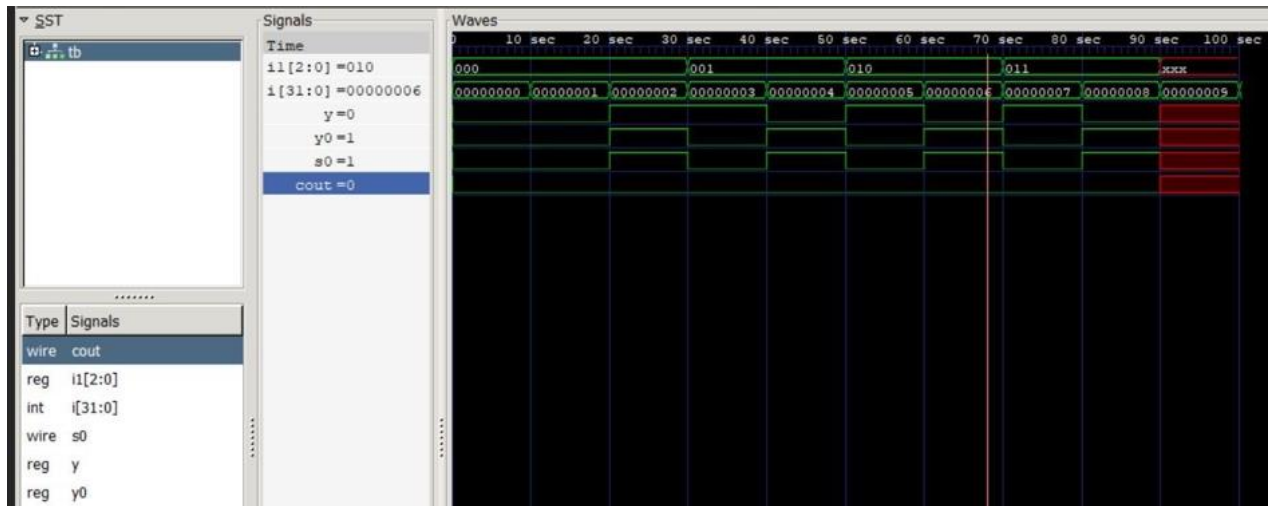 SST
tb
Type Signals
wire cout
reg i1[2:0]
int i[31:0]
wire s0
reg y
reg y0
Signals
Time
i1[2:0] =010
i[31:0] =00000006
y=0
y0 =1
s0 =1
cout =0
Waves
0 10 sec 20 sec 30 sec 40 sec 50 sec 60 sec 70 sec 80 sec 90 sec 100 sec
000 001 010 011 xxx
00000000 00000001 00000002 00000003 00000004 00000005 00000006 00000007 00000008 00000009